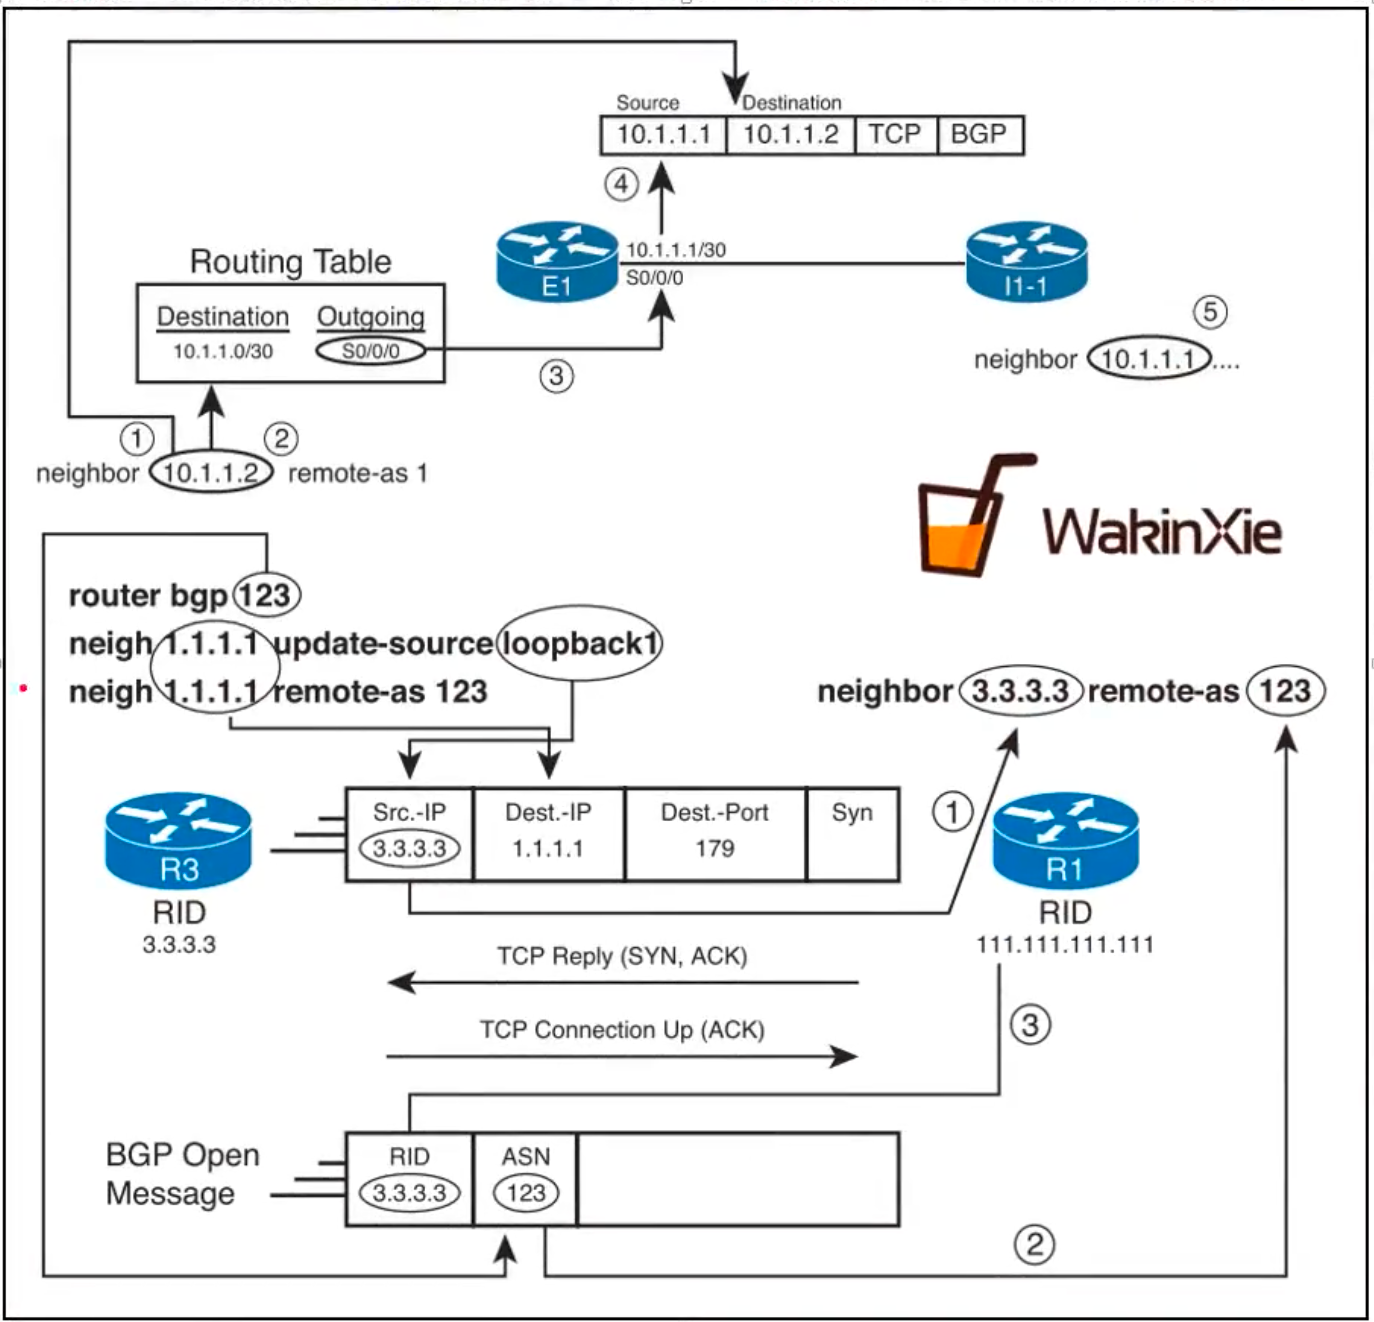 Source Destination
10.1.1.1 10.1.1.2 TCP BGP
④
10.1.1.1/30
E1 S0/0/0 I1-1
Routing Table
Destination Outgoing
10.1.1.0/30 S0/0/0
③
⑤
neighbor 10.1.1.1 ....
① ②
neighbor 10.1.1.2 remote-as 1
WakinXie
router bgp 123
neigh 1.1.1.1 update-source loopback1
neigh 1.1.1.1 remote-as 123
neighbor 3.3.3.3 remote-as 123
Src.-IP Dest.-IP Dest.-Port Syn
3.3.3.3 1.1.1.1 179
①
R3
RID
3.3.3.3
R1
RID
111.111.111.111
TCP Reply (SYN, ACK)
TCP Connection Up (ACK)
③
BGP Open
Message
RID ASN
3.3.3.3 123
②